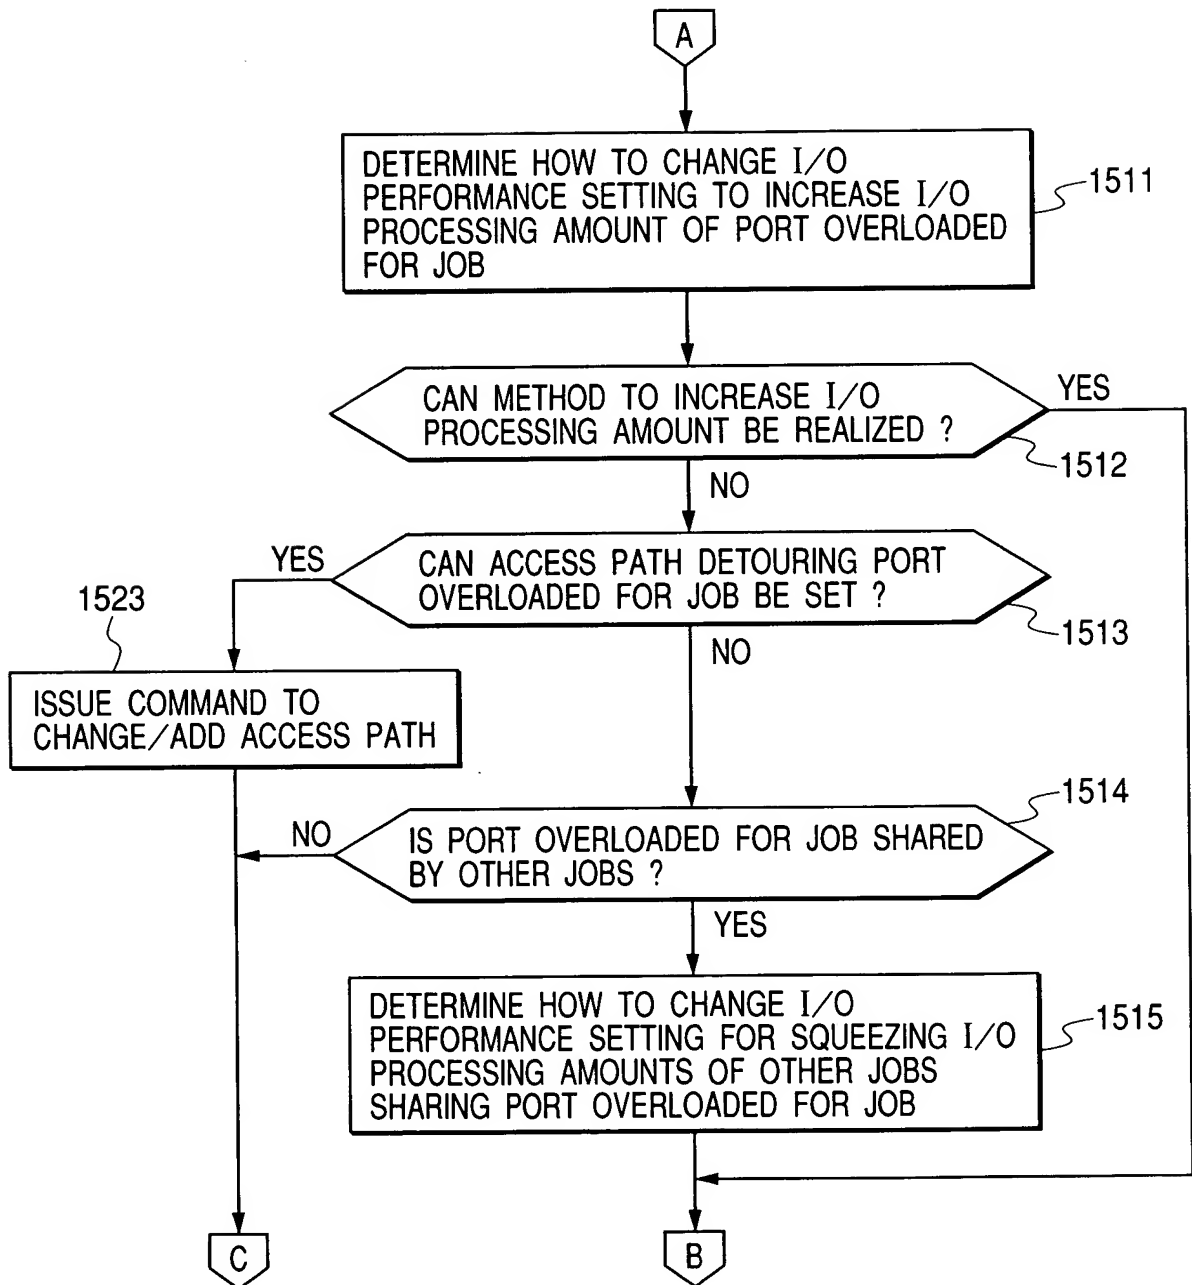 A
DETERMINE HOW TO CHANGE I/O
PERFORMANCE SETTING TO INCREASE I/O
PROCESSING AMOUNT OF PORT OVERLOADED
FOR JOB
1511
CAN METHOD TO INCREASE I/O
PROCESSING AMOUNT BE REALIZED ?
YES
1512
NO
CAN ACCESS PATH DETOURING PORT
OVERLOADED FOR JOB BE SET ?
YES
1513
NO
1523
ISSUE COMMAND TO
CHANGE/ADD ACCESS PATH
1514
IS PORT OVERLOADED FOR JOB SHARED
BY OTHER JOBS ?
NO
YES
DETERMINE HOW TO CHANGE I/O
PERFORMANCE SETTING FOR SQUEEZING I/O
PROCESSING AMOUNTS OF OTHER JOBS
SHARING PORT OVERLOADED FOR JOB
1515
C
B